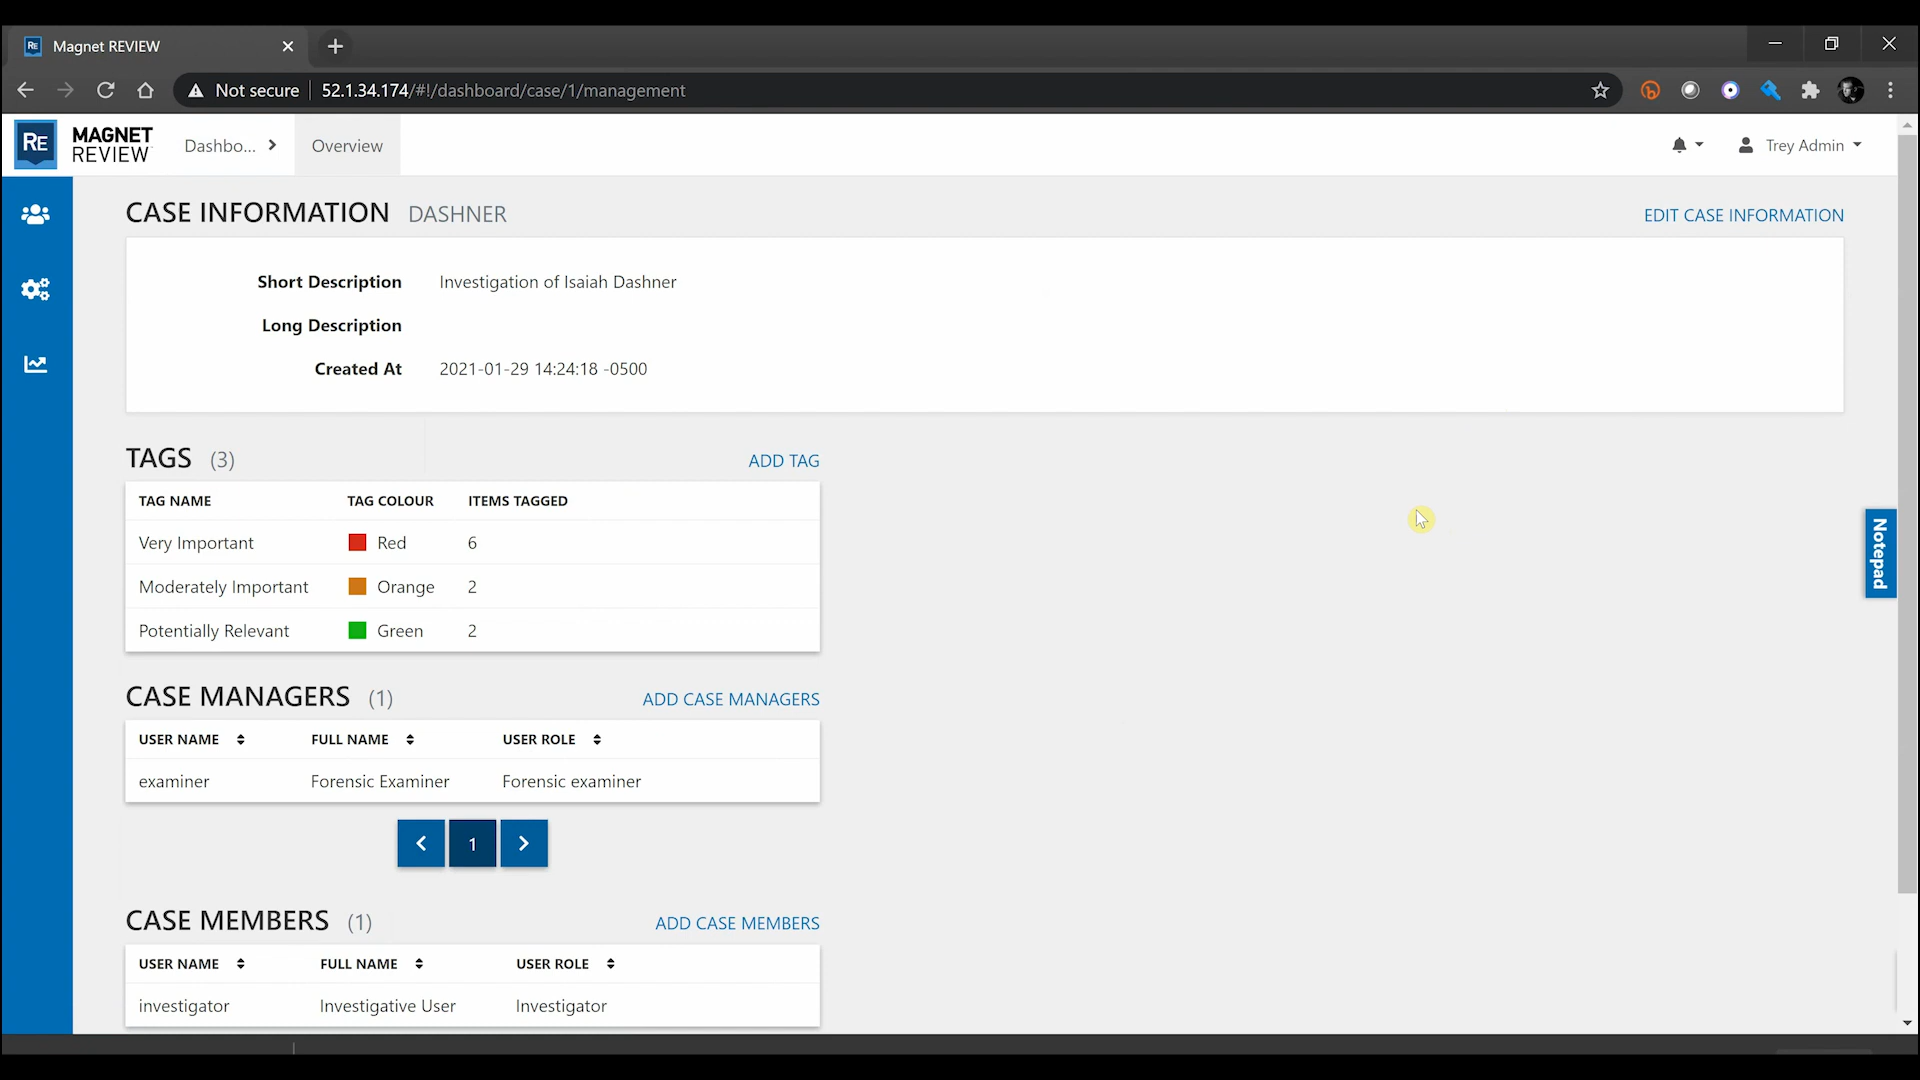 RE Magnet REVIEW
Not secure 52.1.34.174/#!/dashboard/case/1/management
RE MAGNET REVIEW Dashbo... Overview Trey Admin
CASE INFORMATION DASHNER EDIT CASE INFORMATION
Short Description Investigation of Isaiah Dashner
Long Description
Created At 2021-01-29 14:24:18 -0500
TAGS (3) ADD TAG
TAG NAME TAG COLOUR ITEMS TAGGED
Very Important Red 6
Moderately Important Orange 2
Potentially Relevant Green 2
Notepad
CASE MANAGERS (1) ADD CASE MANAGERS
USER NAME FULL NAME USER ROLE
examiner Forensic Examiner Forensic examiner
1
CASE MEMBERS (1) ADD CASE MEMBERS
USER NAME FULL NAME USER ROLE
investigator Investigative User Investigator